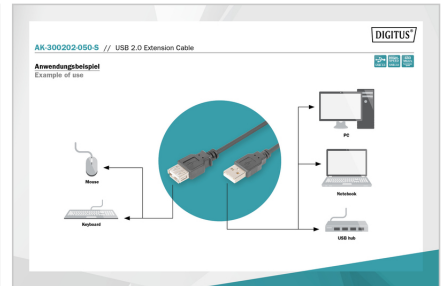 DIGITUS®
AK-300202-050-S // USB 2.0 Extension Cable
Anwendungsbeispiel
Example of use
PC
Mouse
Notebook
Keyboard
USB hub